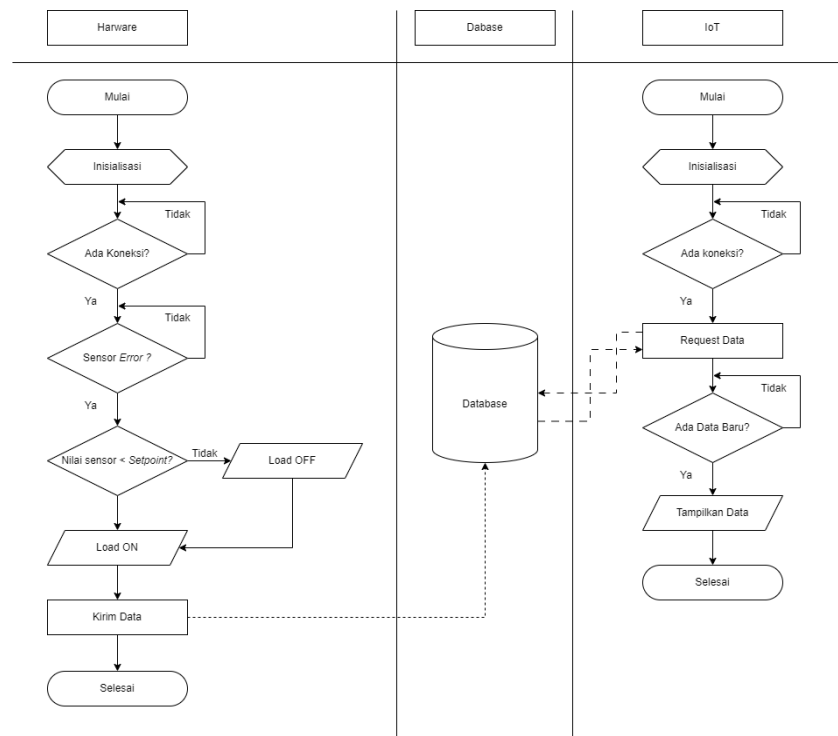 Harware
Dabase
IoT
Mulai
Inisialisasi
Tidak
Ada Koneksi?
Ya
Tidak
Sensor Error ?
Ya
Nilai sensor < Setpoint?
Tidak
Load OFF
Load ON
Kirim Data
Selesai
Database
Mulai
Inisialisasi
Tidak
Ada koneksi?
Ya
Request Data
Tidak
Ada Data Baru?
Ya
Tampilkan Data
Selesai